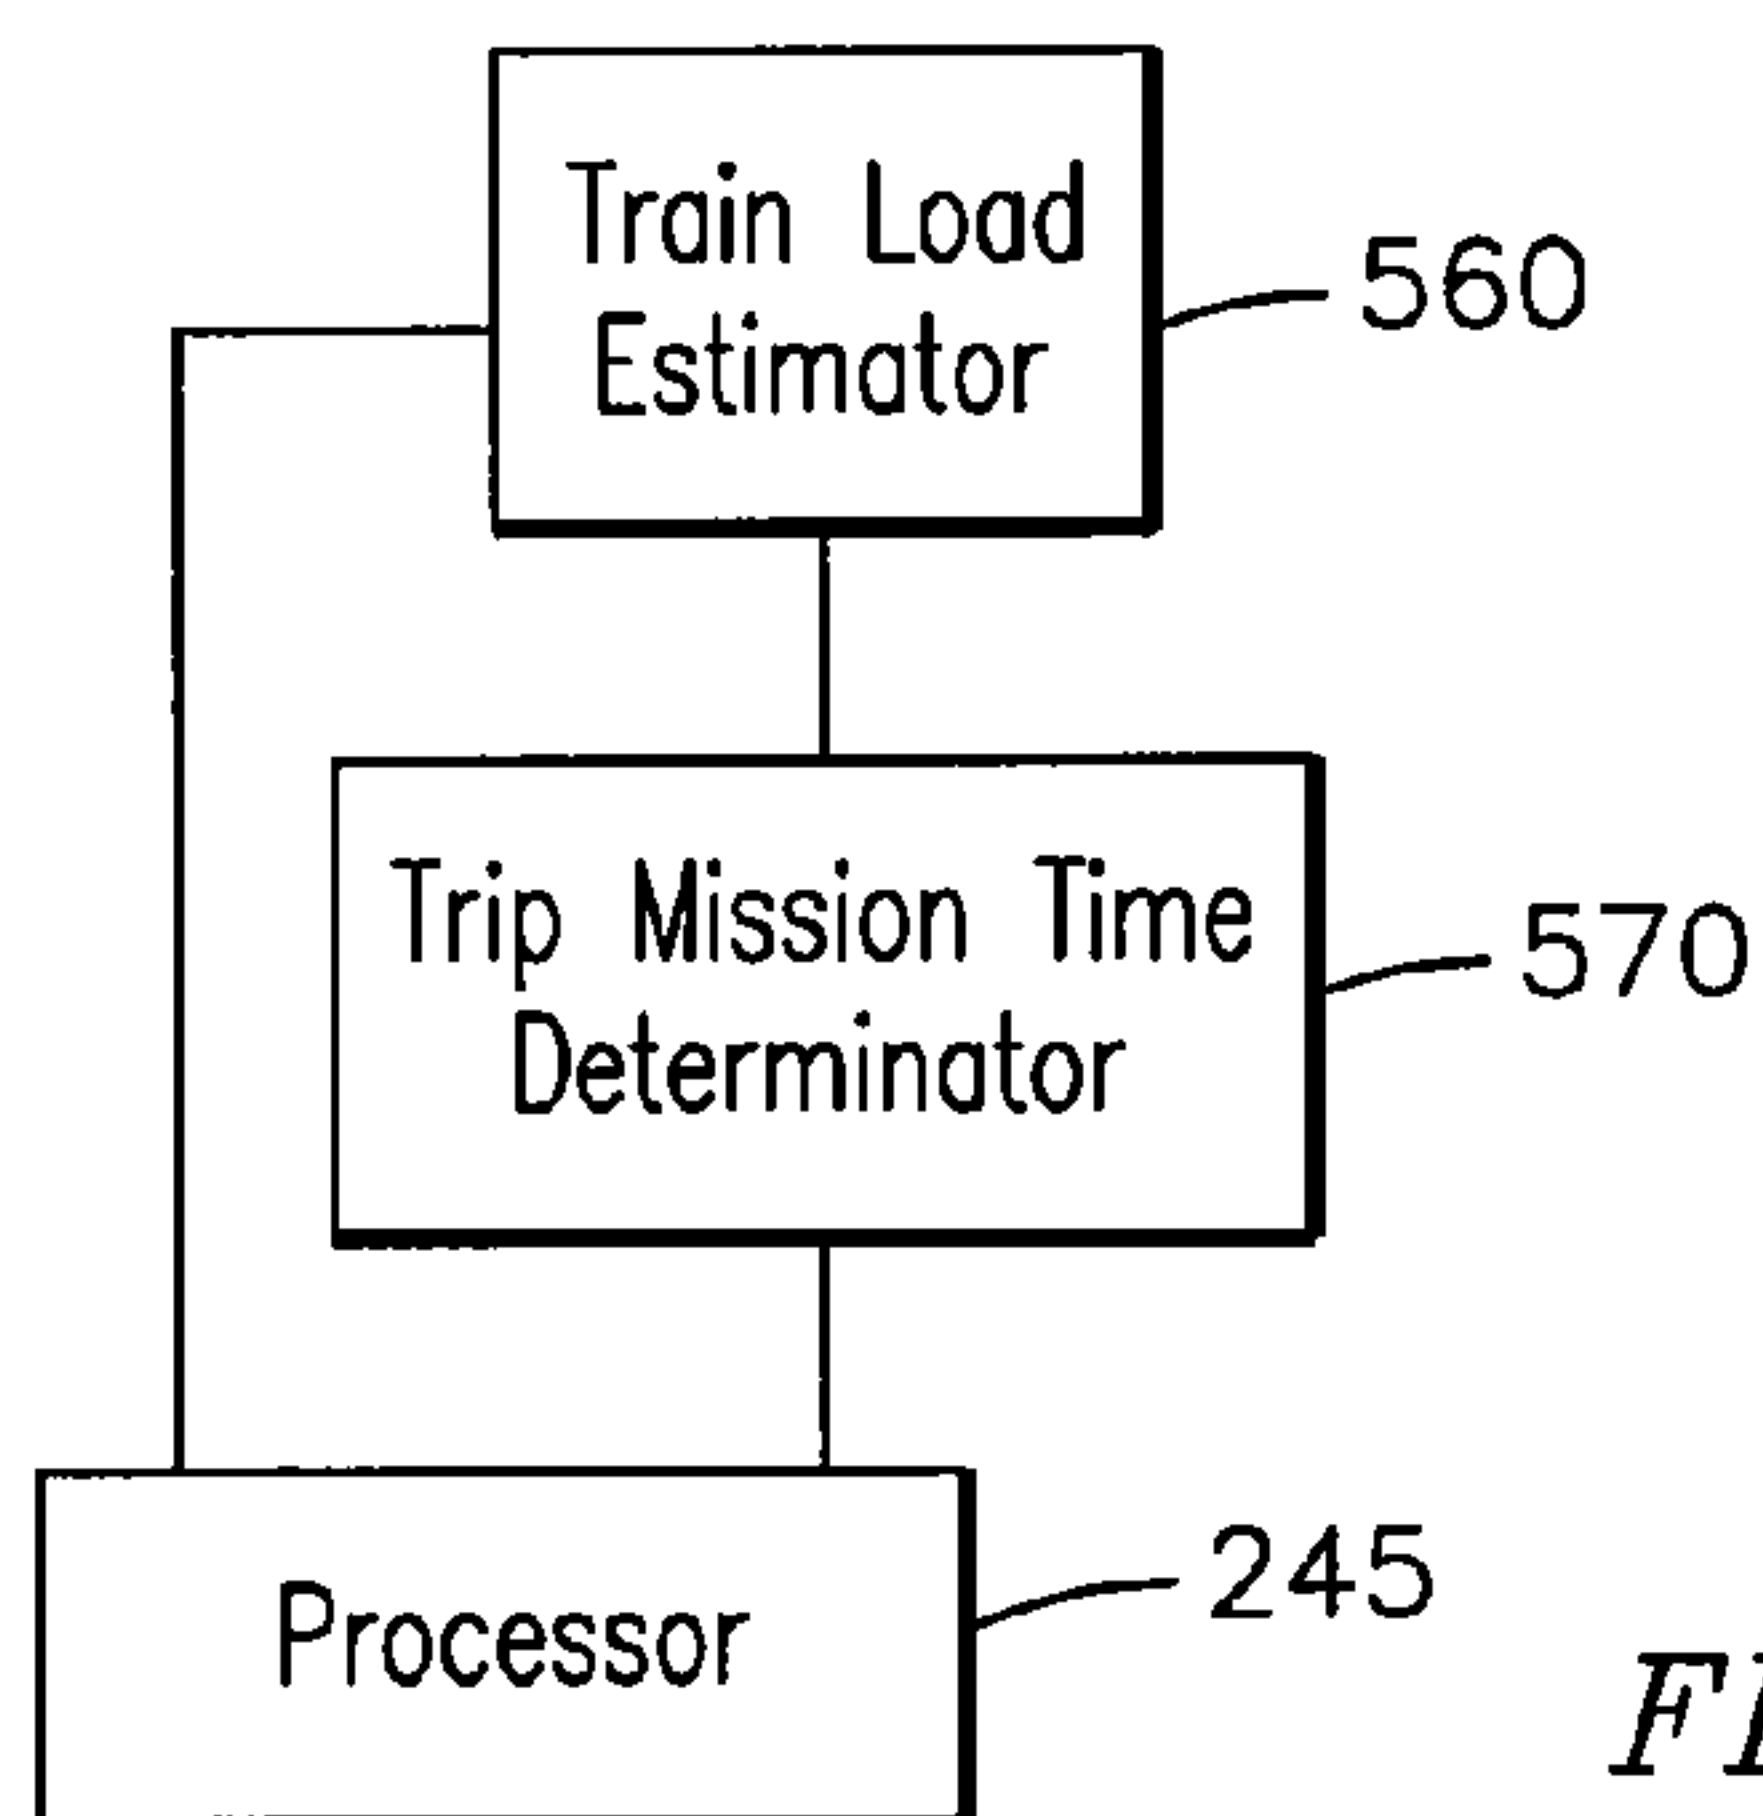 Train Load
Estimator
560
Trip Mission Time
Determinator
570
Processor
245